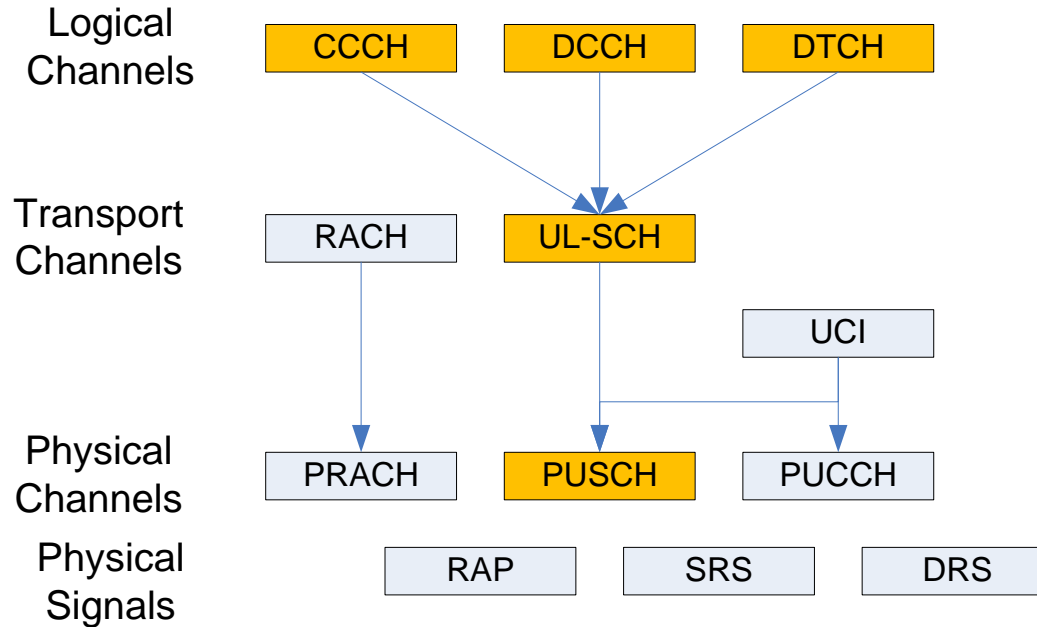 Logical
Channels
CCCH
DCCH
DTCH
Transport
Channels
RACH
UL-SCH
UCI
Physical
Channels
PRACH
PUSCH
PUCCH
Physical
Signals
RAP
SRS
DRS